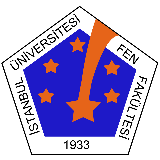 İSTANBUL ÜNİVERSİTESİ
FEN FAKÜLTESİ
1933